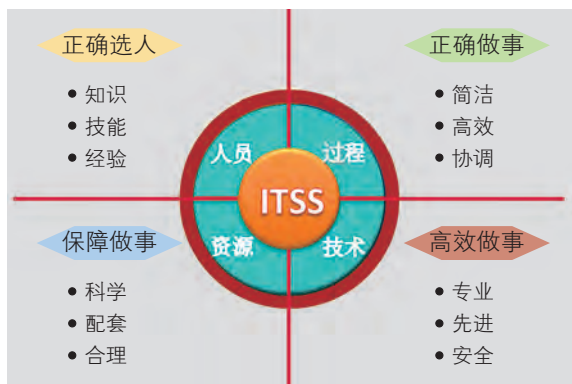 正确选人
• 知识
• 技能
• 经验
正确做事
• 简洁
• 高效
• 协调
人员
过程
ITSS
资源
技术
保障做事
• 科学
• 配套
• 合理
高效做事
• 专业
• 先进
• 安全